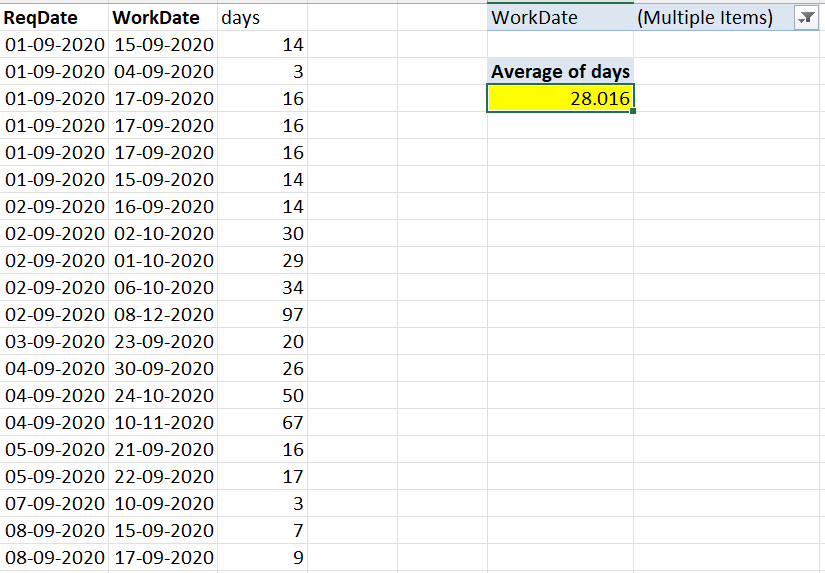 ReqDate WorkDate days WorkDate (Multiple Items)
01-09-2020 15-09-2020 14
01-09-2020 04-09-2020 3 Average of days
01-09-2020 17-09-2020 16 28.016
01-09-2020 17-09-2020 16
01-09-2020 17-09-2020 16
01-09-2020 15-09-2020 14
02-09-2020 16-09-2020 14
02-09-2020 02-10-2020 30
02-09-2020 01-10-2020 29
02-09-2020 06-10-2020 34
02-09-2020 08-12-2020 97
03-09-2020 23-09-2020 20
04-09-2020 30-09-2020 26
04-09-2020 24-10-2020 50
04-09-2020 10-11-2020 67
05-09-2020 21-09-2020 16
05-09-2020 22-09-2020 17
07-09-2020 10-09-2020 3
08-09-2020 15-09-2020 7
08-09-2020 17-09-2020 9